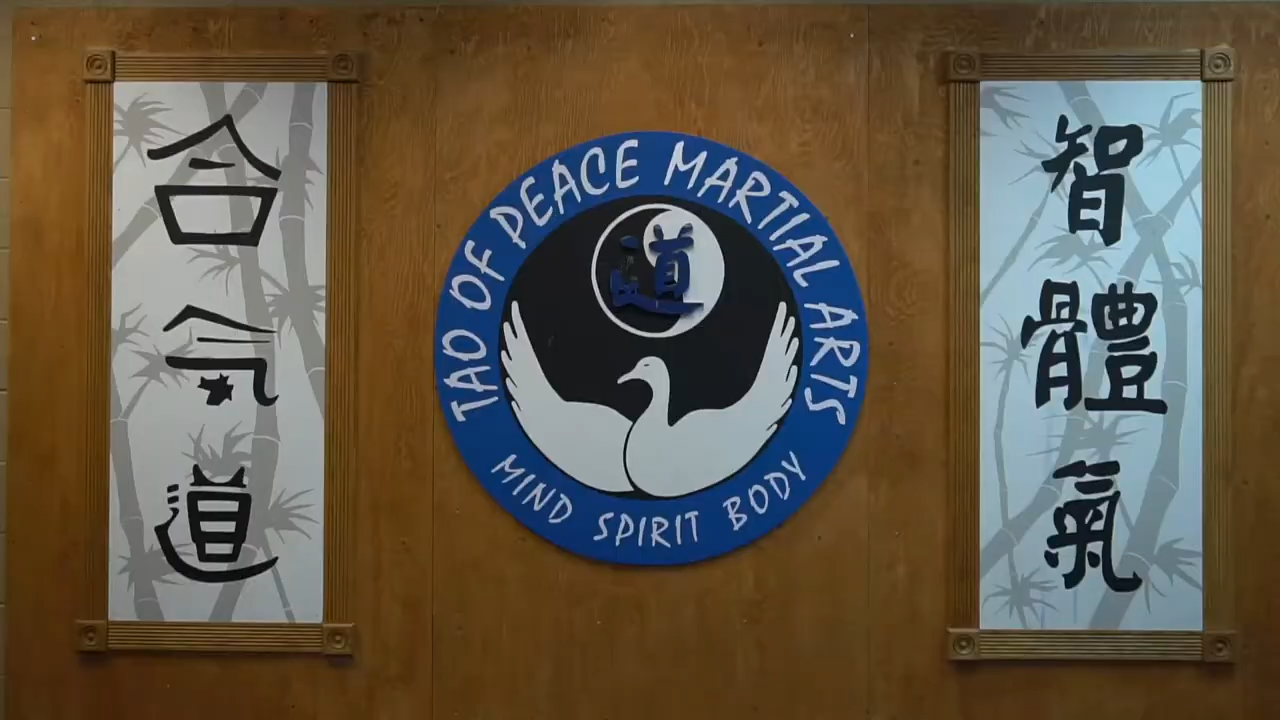 合気道
TAO OF PEACE MARTIAL ARTS
道
MIND SPIRIT BODY
智體氣